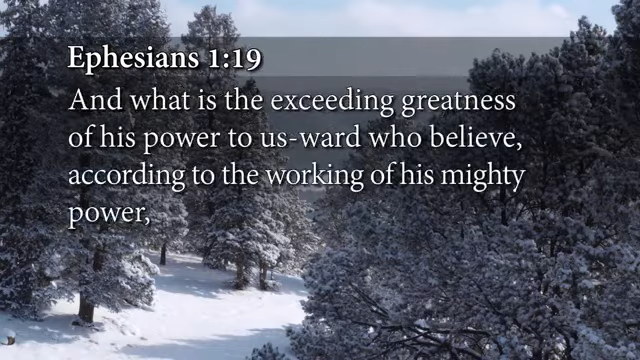 Ephesians 1:19
And what is the exceeding greatness
of his power to us-ward who believe,
according to the working of his mighty
power,